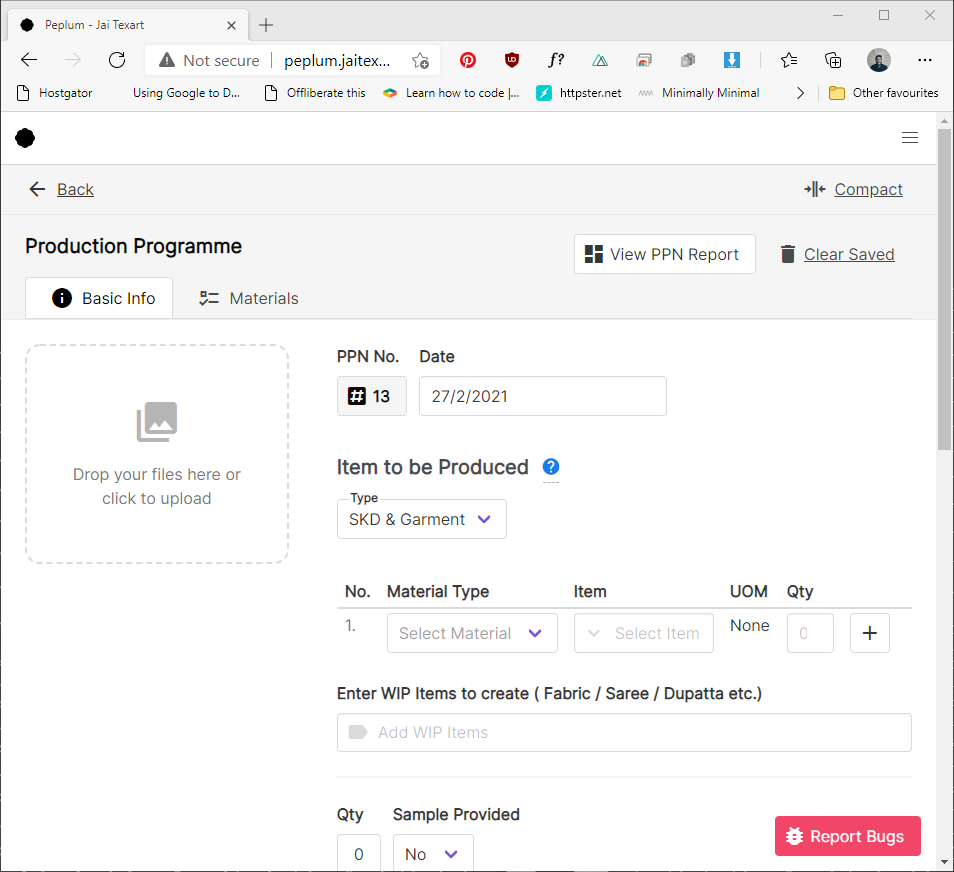 Peplum - Jai Texart
Not secure peplum.jaitex... f?
Hostgator Using Google to D... Offliberate this Learn how to code |... httpster.net Minimally Minimal Other favourites
Back Compact
Production Programme
View PPN Report Clear Saved
Basic Info Materials
PPN No. Date
# 13 27/2/2021
Drop your files here or
click to upload
Item to be Produced ?
Type
SKD & Garment
No. Material Type Item UOM Qty
1. Select Material Select Item None 0 +
Enter WIP Items to create ( Fabric / Saree / Dupatta etc.)
Add WIP Items
Qty Sample Provided
0 No
Report Bugs